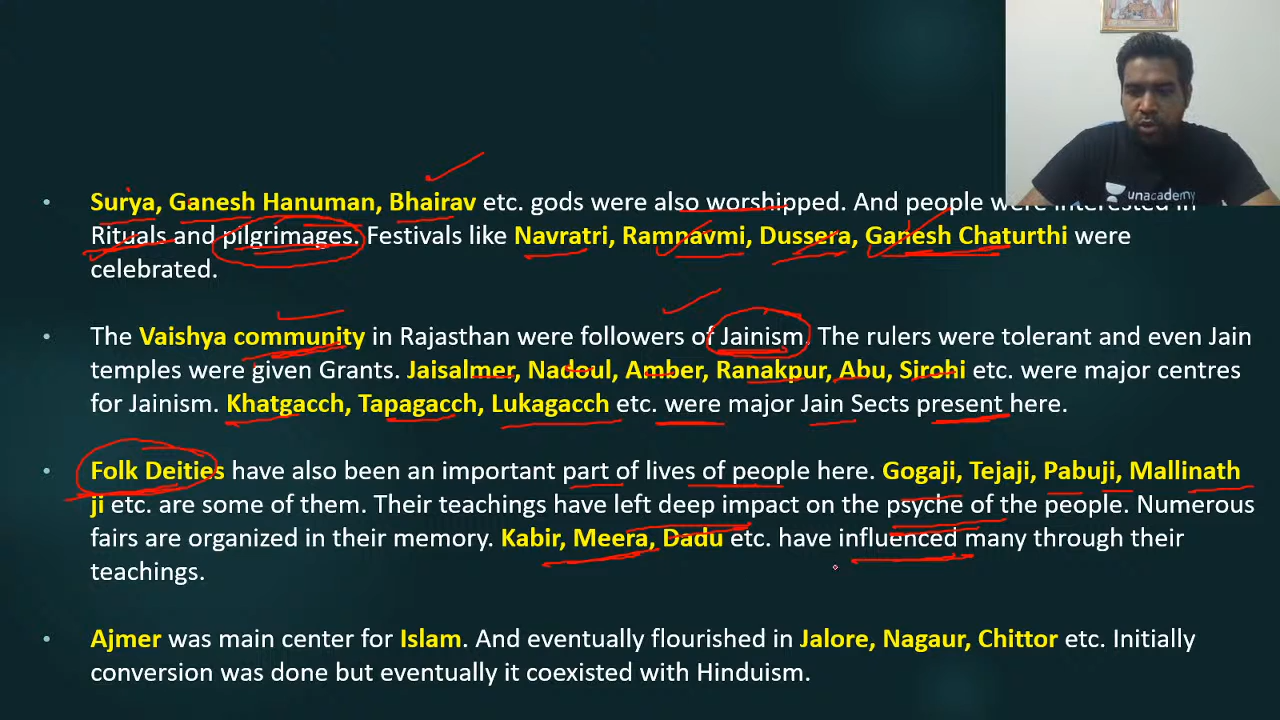 unacademy
Surya, Ganesh Hanuman, Bhairav etc. gods were also worshipped. And people were interested in
Rituals and pilgrimages. Festivals like Navratri, Ramnavmi, Dussera, Ganesh Chaturthi were
celebrated.
The Vaishya community in Rajasthan were followers of Jainism. The rulers were tolerant and even Jain
temples were given Grants. Jaisalmer, Nadoul, Amber, Ranakpur, Abu, Sirohi etc. were major centres
for Jainism. Khatgacch, Tapagacch, Lukagacch etc. were major Jain Sects present here.
Folk Deities have also been an important part of lives of people here. Gogaji, Tejaji, Pabuji, Mallinath
ji etc. are some of them. Their teachings have left deep impact on the psyche of the people. Numerous
fairs are organized in their memory. Kabir, Meera, Dadu etc. have influenced many through their
teachings.
Ajmer was main center for Islam. And eventually flourished in Jalore, Nagaur, Chittor etc. Initially
conversion was done but eventually it coexisted with Hinduism.